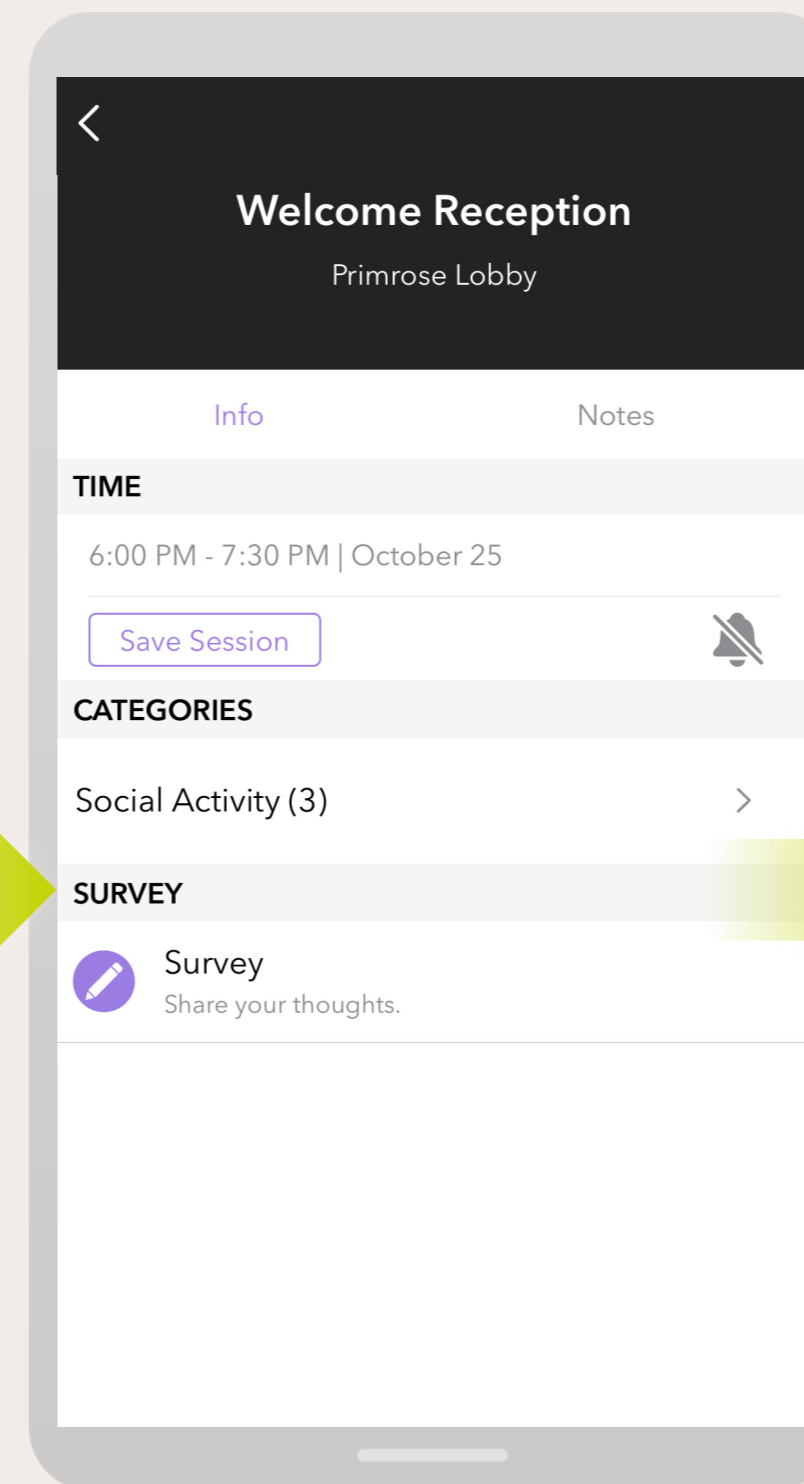 Welcome Reception
Primrose Lobby
Info
Notes
TIME
6:00 PM - 7:30 PM | October 25
Save Session
CATEGORIES
Social Activity (3)
SURVEY
Survey
Share your thoughts.